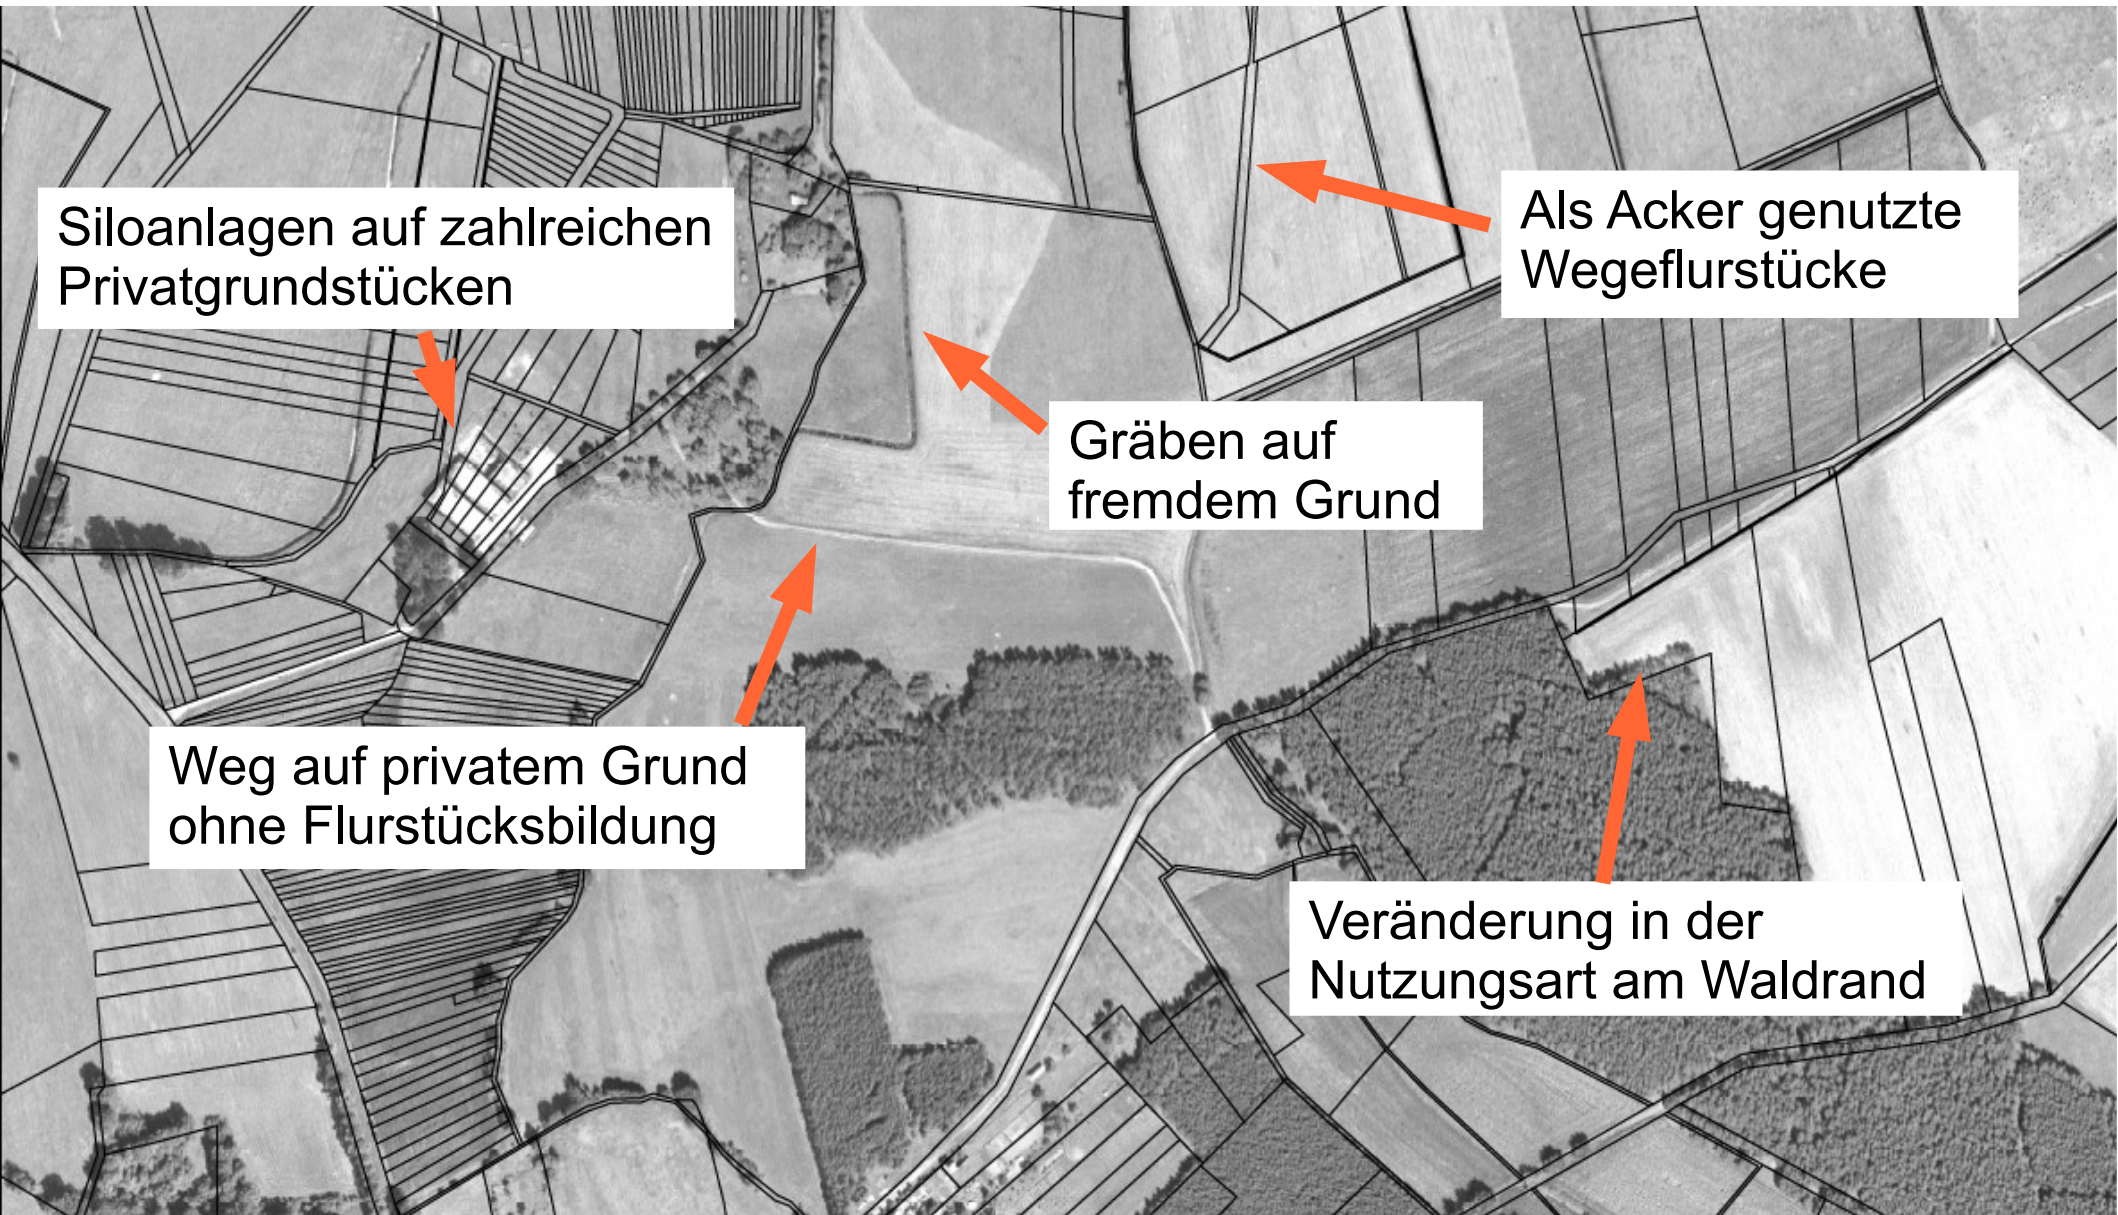 Siloanlagen auf zahlreichen
Privatgrundstücken
Als Acker genutzte
Wegeflurstücke
Gräben auf
fremdem Grund
Weg auf privatem Grund
ohne Flurstücksbildung
Veränderung in der
Nutzungsart am Waldrand